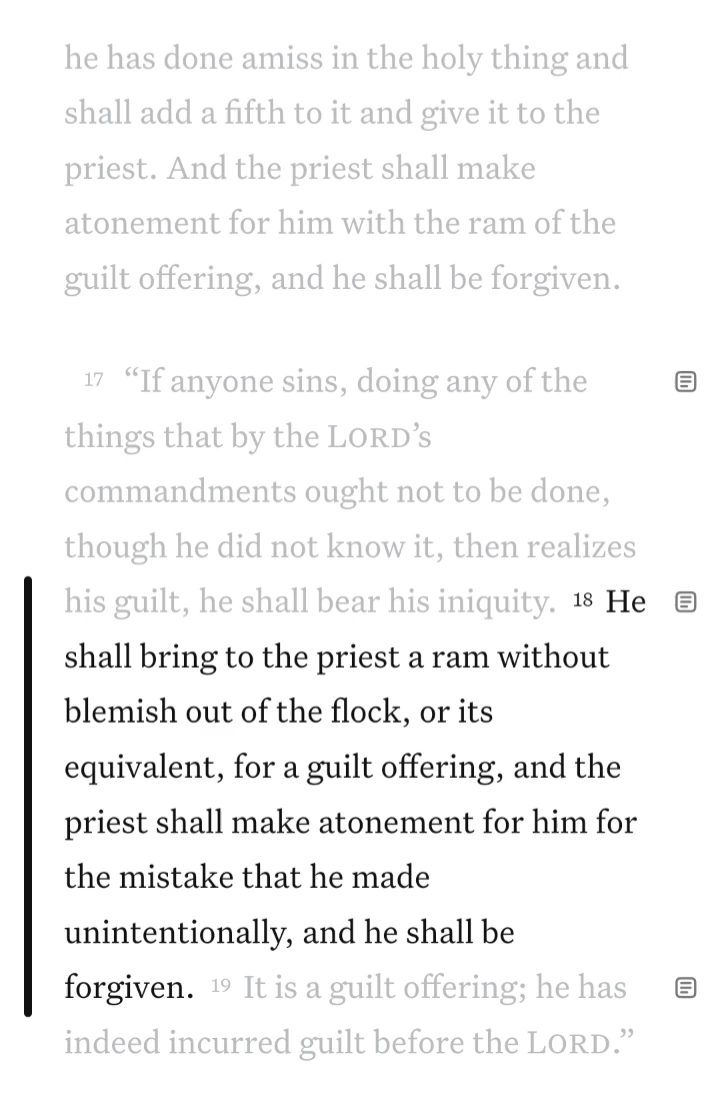 he has done amiss in the holy thing and
shall add a fifth to it and give it to the
priest. And the priest shall make
atonement for him with the ram of the
guilt offering, and he shall be forgiven.
17 “If anyone sins, doing any of the
things that by the LORD’s
commandments ought not to be done,
though he did not know it, then realizes
his guilt, he shall bear his iniquity. 18 He
shall bring to the priest a ram without
blemish out of the flock, or its
equivalent, for a guilt offering, and the
priest shall make atonement for him for
the mistake that he made
unintentionally, and he shall be
forgiven. 19 It is a guilt offering; he has
indeed incurred guilt before the LORD.”